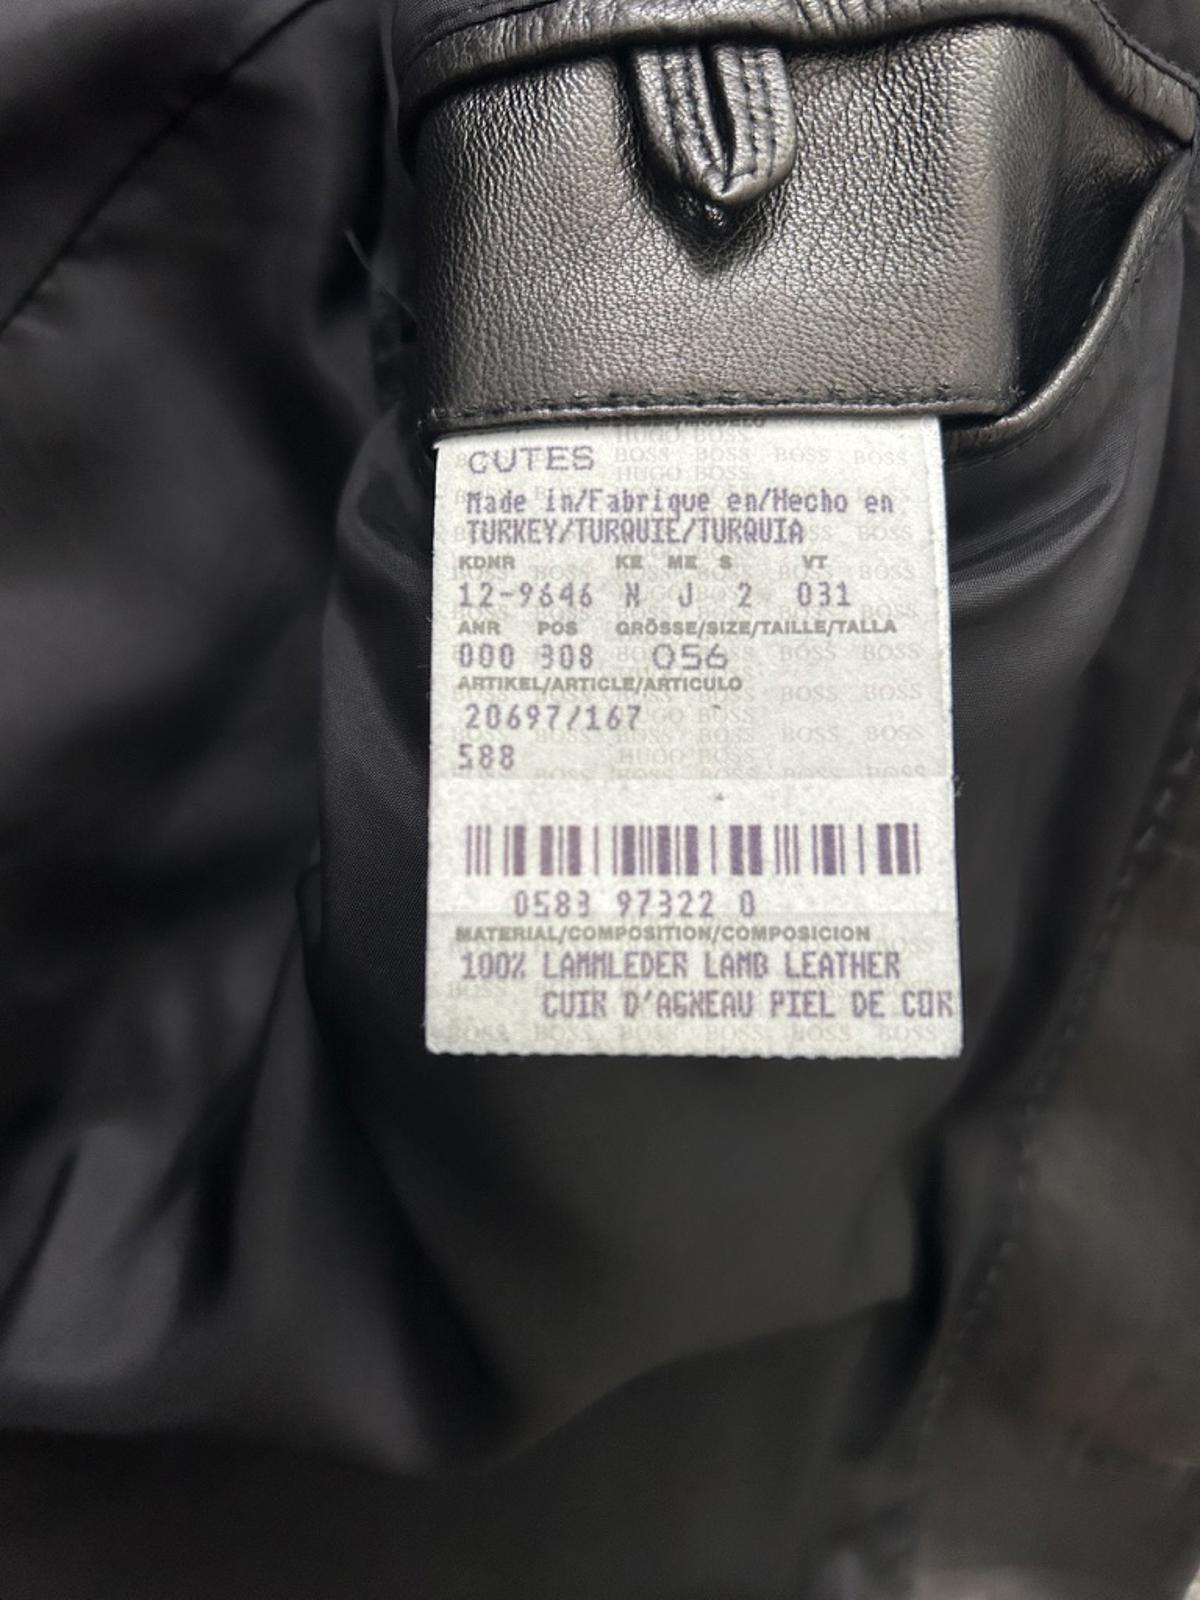 CUTES
Made in/Fabrique en/Hecho en
TURKEY/TURQUIE/TURQUIA
KDNR KE ME S VT
12-9646 N J 2 031
ANR POS GRÖSSE/SIZE/TAILLE/TALLA
000 308 056
ARTIKEL/ARTICLE/ARTICULO
20697/167
588
0583 97322 0
MATERIAL/COMPOSITION/COMPOSICION
100% LAMMLEDER LAMB LEATHER
CUIR D'AGNEAU PIEL DE COR
HUGO BOSS